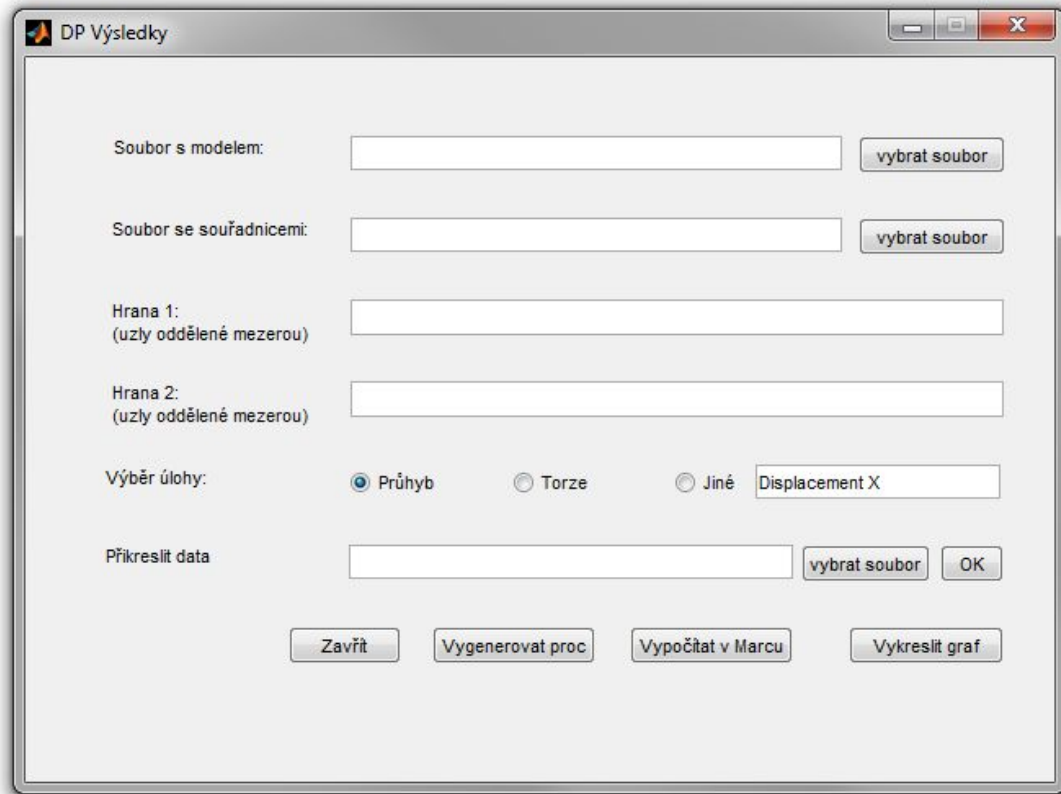 DP Výsledky
Soubor s modelem:
vybrat soubor
Soubor se souřadnicemi:
vybrat soubor
Hrana 1:
(uzly oddělené mezerou)
Hrana 2:
(uzly oddělené mezerou)
Výběr úlohy:
Průhyb
Torze
Jiné
Displacement X
Přikreslit data
vybrat soubor
OK
Zavřít
Vygenerovat proc
Vypočítat v Marcu
Vykreslit graf